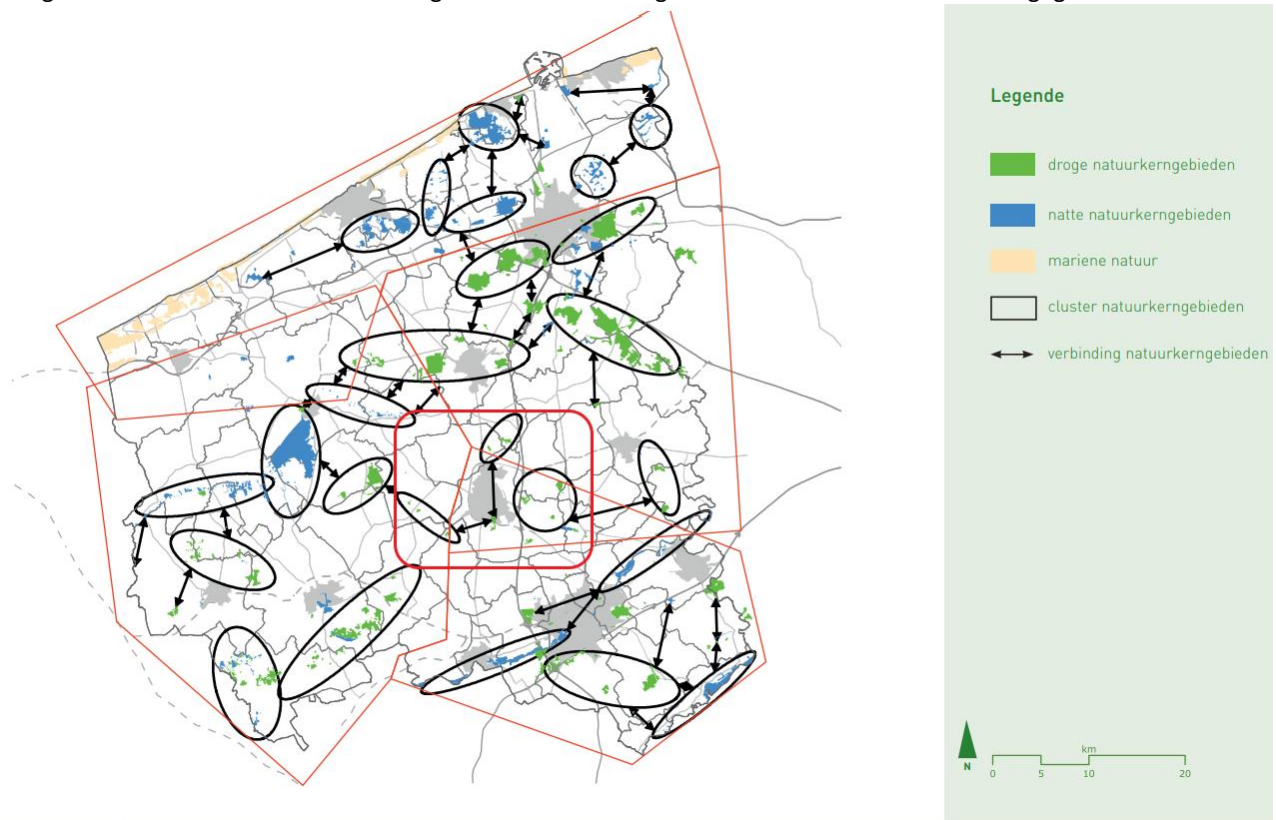 Legende
droge natuurkerngebieden
natte natuurkerngebieden
mariene natuur
cluster natuurkerngebieden
verbinding natuurkerngebieden
N
km
0 5 10 20